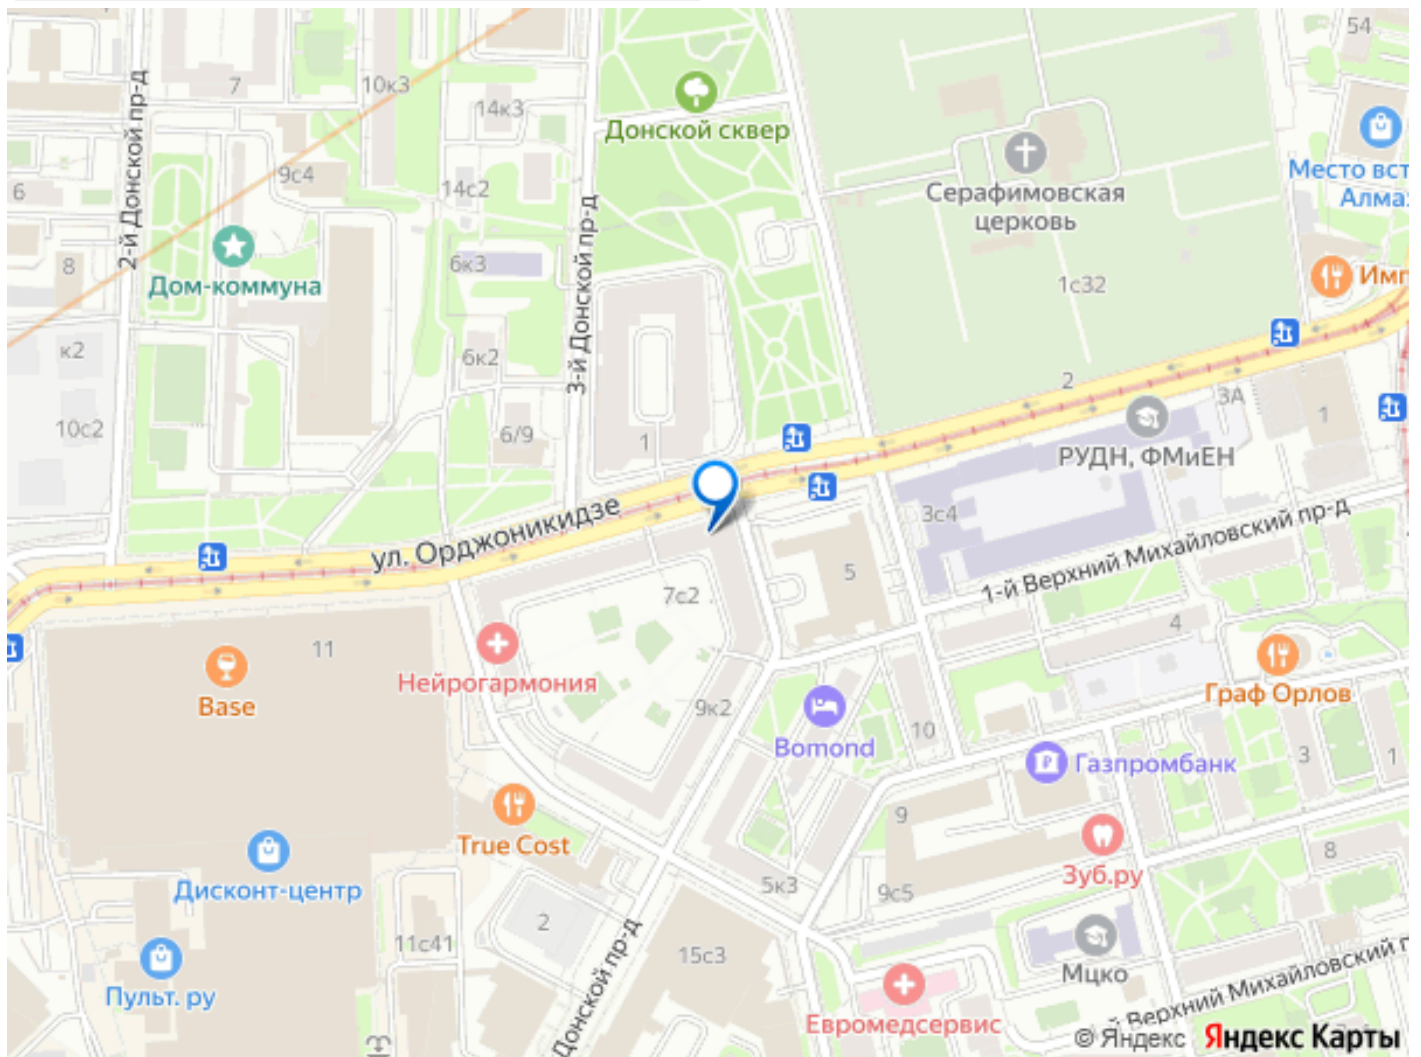 54
7
10к3
14к3
Донской сквер
2-й Донской пр-д
Место вст
Алмаз
9с4
14с2
Серафимовская
церковь
6
3-й Донской пр-д
8
6к3
Дом-коммуна
1с32
Имп
к2
6к2
2
3А
10с2
6/9
1
1
РУДН, ФМиЕН
ул. Орджоникидзе
3с4
1-й Верхний Михайловский пр-д
5
7с2
4
11
Нейрогармония
Base
9к2
Граф Орлов
Bomond
10
Газпромбанк
3
1
True Cost
9
8
Дисконт-центр
5к3
9с5
Зуб.ру
2
11с41
15с3
Донской пр-д
Мцко
Пульт.ру
Евромедсервис
-й Верхний Михайловский п
© Яндекс Яндекс Карты